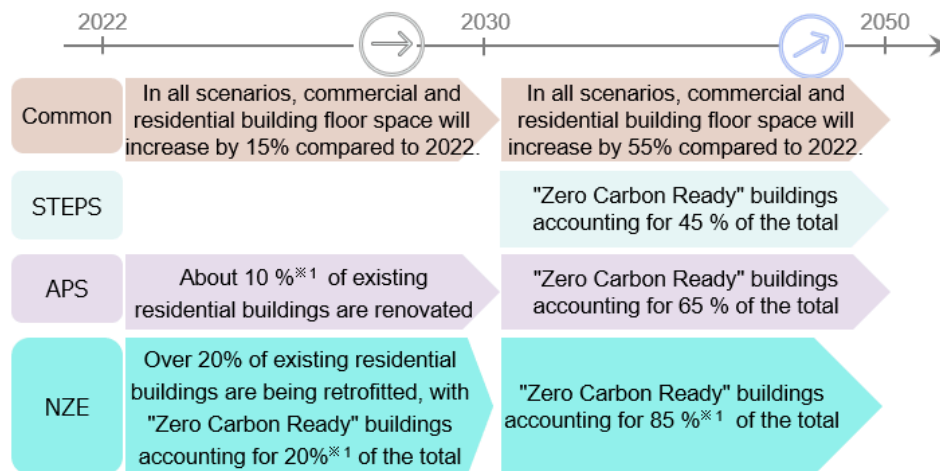 2022 2030 2050
Common
In all scenarios, commercial and
residential building floor space will
increase by 15% compared to 2022.
In all scenarios, commercial and
residential building floor space will
increase by 55% compared to 2022.
STEPS
"Zero Carbon Ready" buildings
accounting for 45 % of the total
APS
About 10 %※1 of existing
residential buildings are renovated
"Zero Carbon Ready" buildings
accounting for 65 % of the total
NZE
Over 20% of existing residential
buildings are being retrofitted, with
"Zero Carbon Ready" buildings
accounting for 20%※1 of the total
"Zero Carbon Ready" buildings
accounting for 85 %※1 of the total